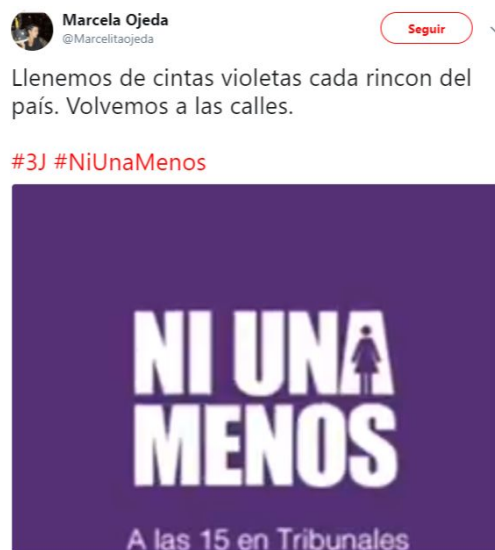 Marcela Ojeda
@Marcelitaojeda
Seguir
Llenemos de cintas violetas cada rincon del
país. Volvemos a las calles.
#3J #NiUnaMenos
NI UNA
MENOS
A las 15 en Tribunales